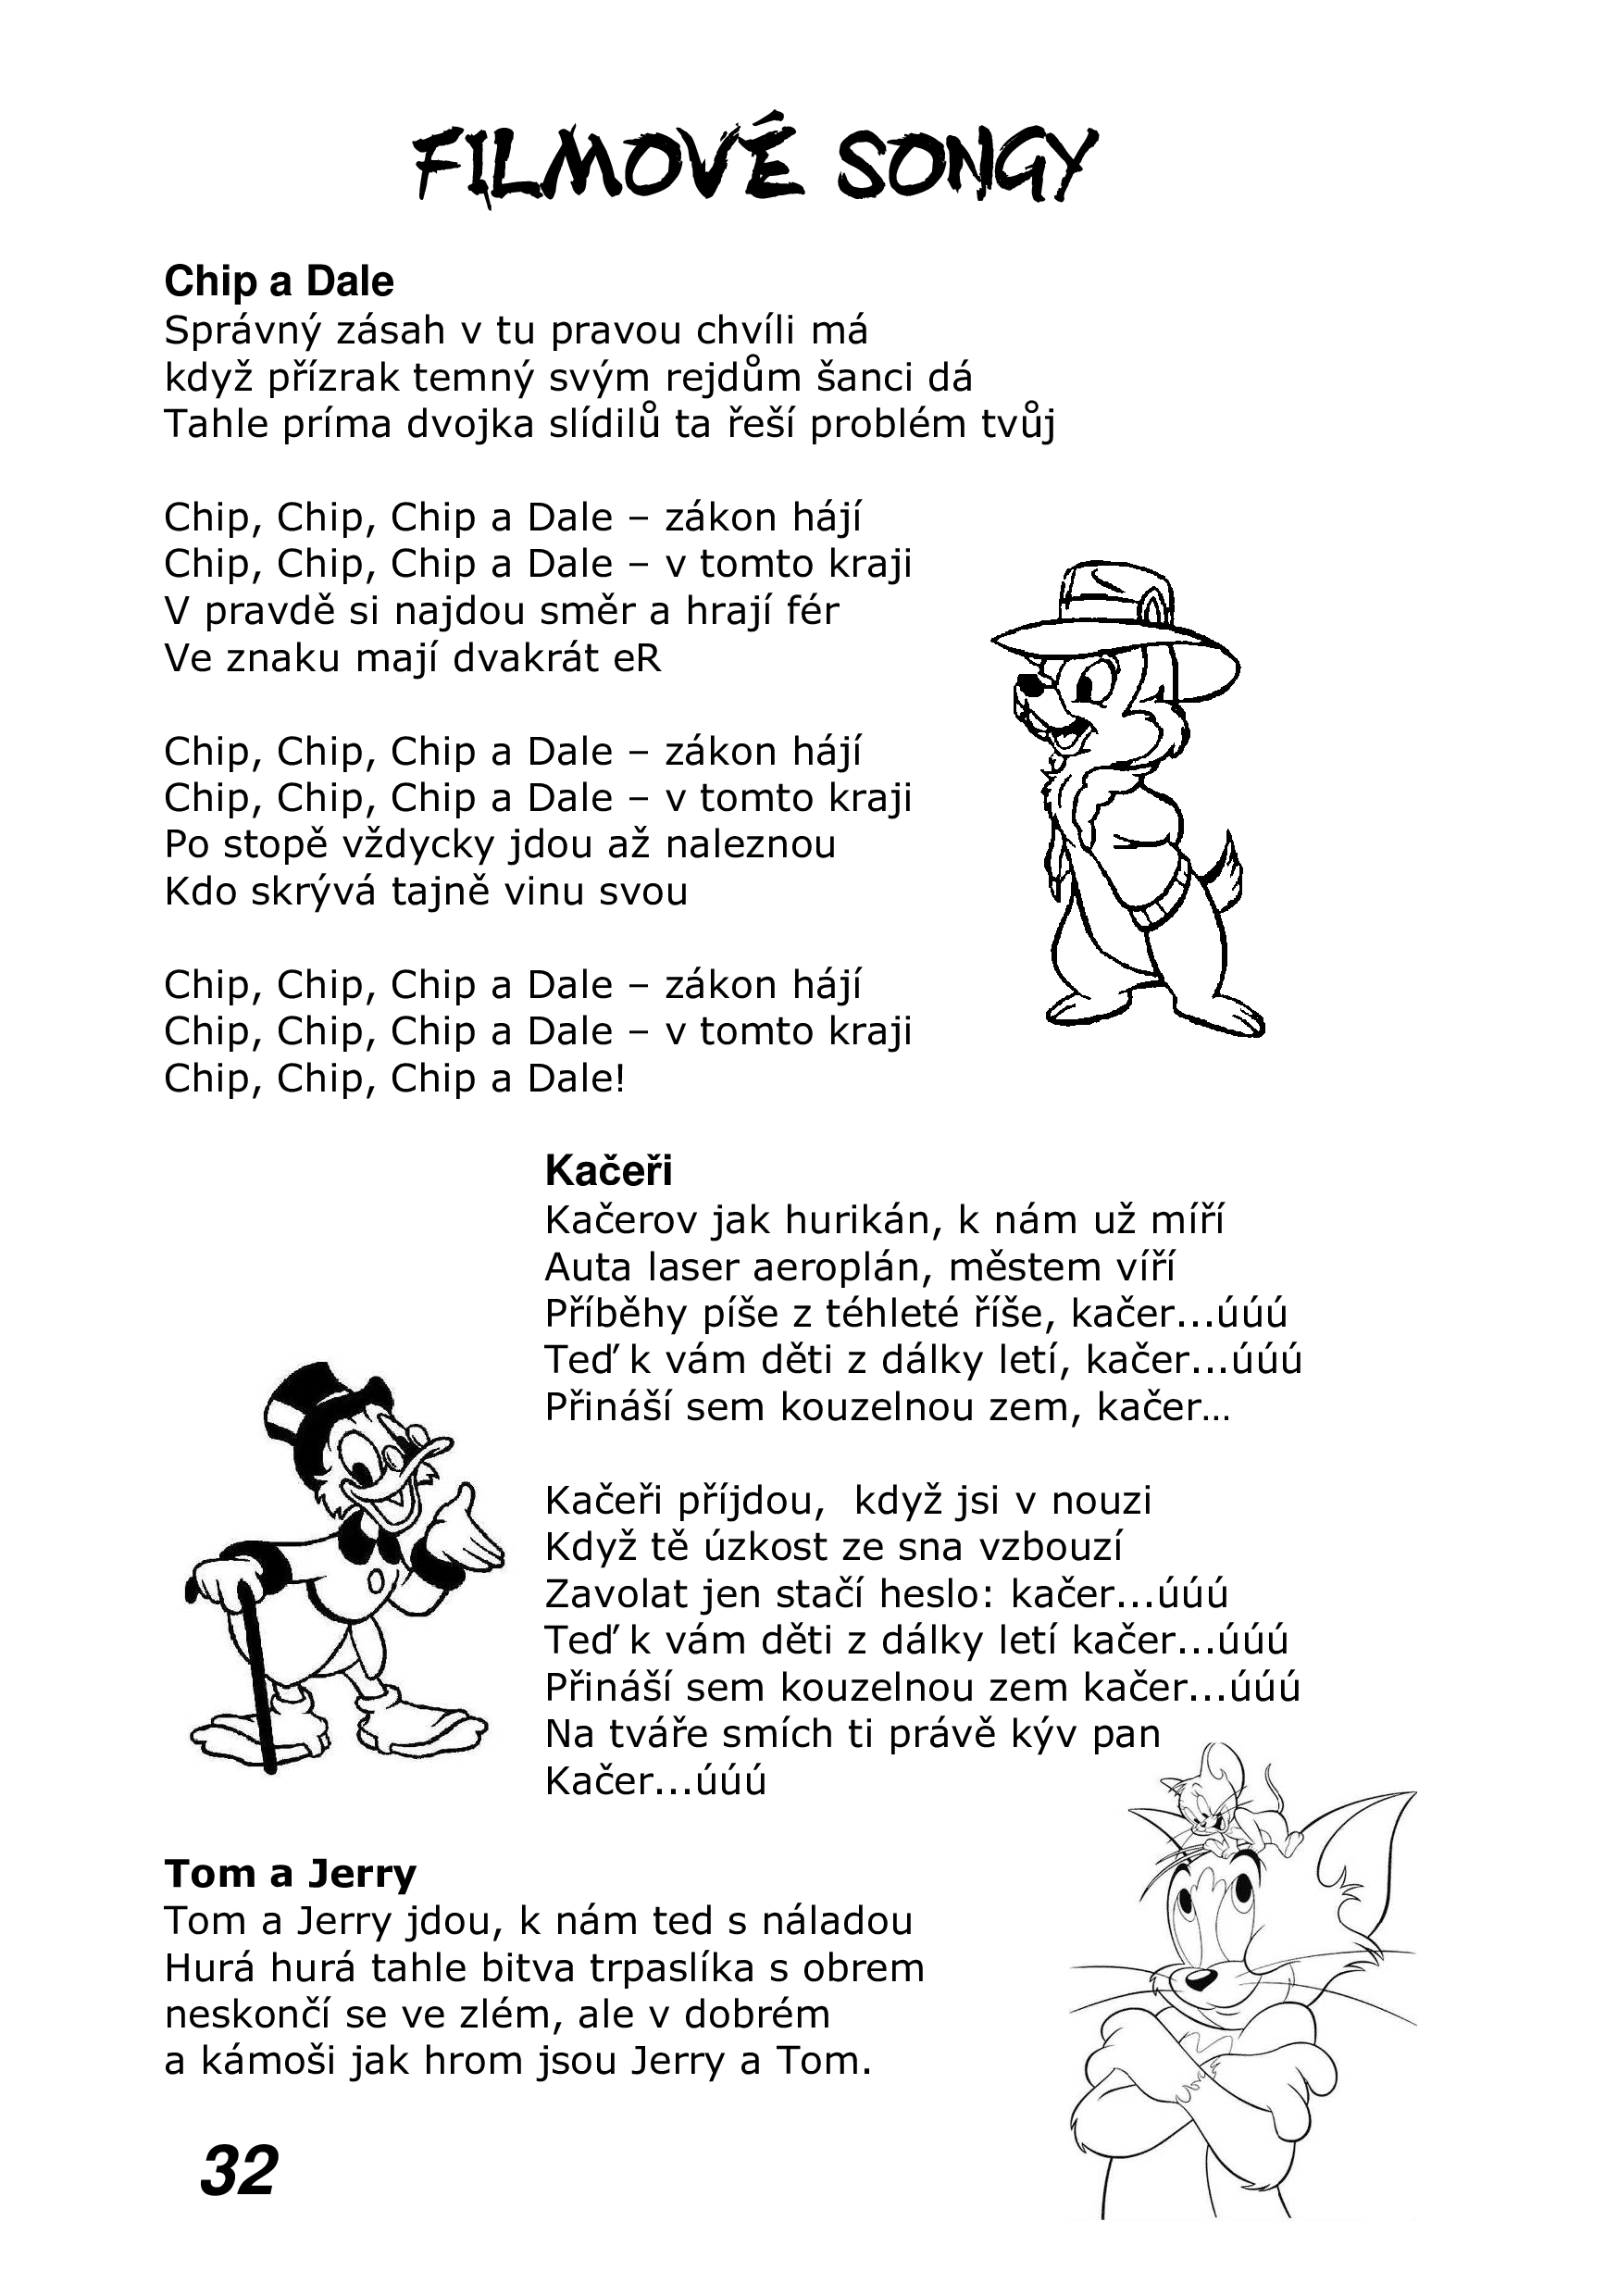 FILMOVÉ SONGY
Chip a Dale
Správný zásah v tu pravou chvíli má
když přízrak temný svým rejdům šanci dá
Tahle príma dvojka slídilů ta řeší problém tvůj
Chip, Chip, Chip a Dale – zákon hájí
Chip, Chip, Chip a Dale – v tomto kraji
V pravdě si najdou směr a hrají fér
Ve znaku mají dvakrát eR
Chip, Chip, Chip a Dale – zákon hájí
Chip, Chip, Chip a Dale – v tomto kraji
Po stopě vždycky jdou až naleznou
Kdo skrývá tajně vinu svou
Chip, Chip, Chip a Dale – zákon hájí
Chip, Chip, Chip a Dale – v tomto kraji
Chip, Chip, Chip a Dale!
Kačeři
Kačerov jak hurikán, k nám už míří
Auta laser aeroplán, městem víří
Příběhy píše z téhleté říše, kačer...úúú
Teď k vám děti z dálky letí, kačer...úúú
Přináší sem kouzelnou zem, kačer…
Kačeři příjdou,  když jsi v nouzi
Když tě úzkost ze sna vzbouzí
Zavolat jen stačí heslo: kačer...úúú
Teď k vám děti z dálky letí kačer...úúú
Přináší sem kouzelnou zem kačer...úúú
Na tváře smích ti právě kýv pan
Kačer...úúú
Tom a Jerry
Tom a Jerry jdou, k nám ted s náladou
Hurá hurá tahle bitva trpaslíka s obrem
neskončí se ve zlém, ale v dobrém
a kámoši jak hrom jsou Jerry a Tom.
32